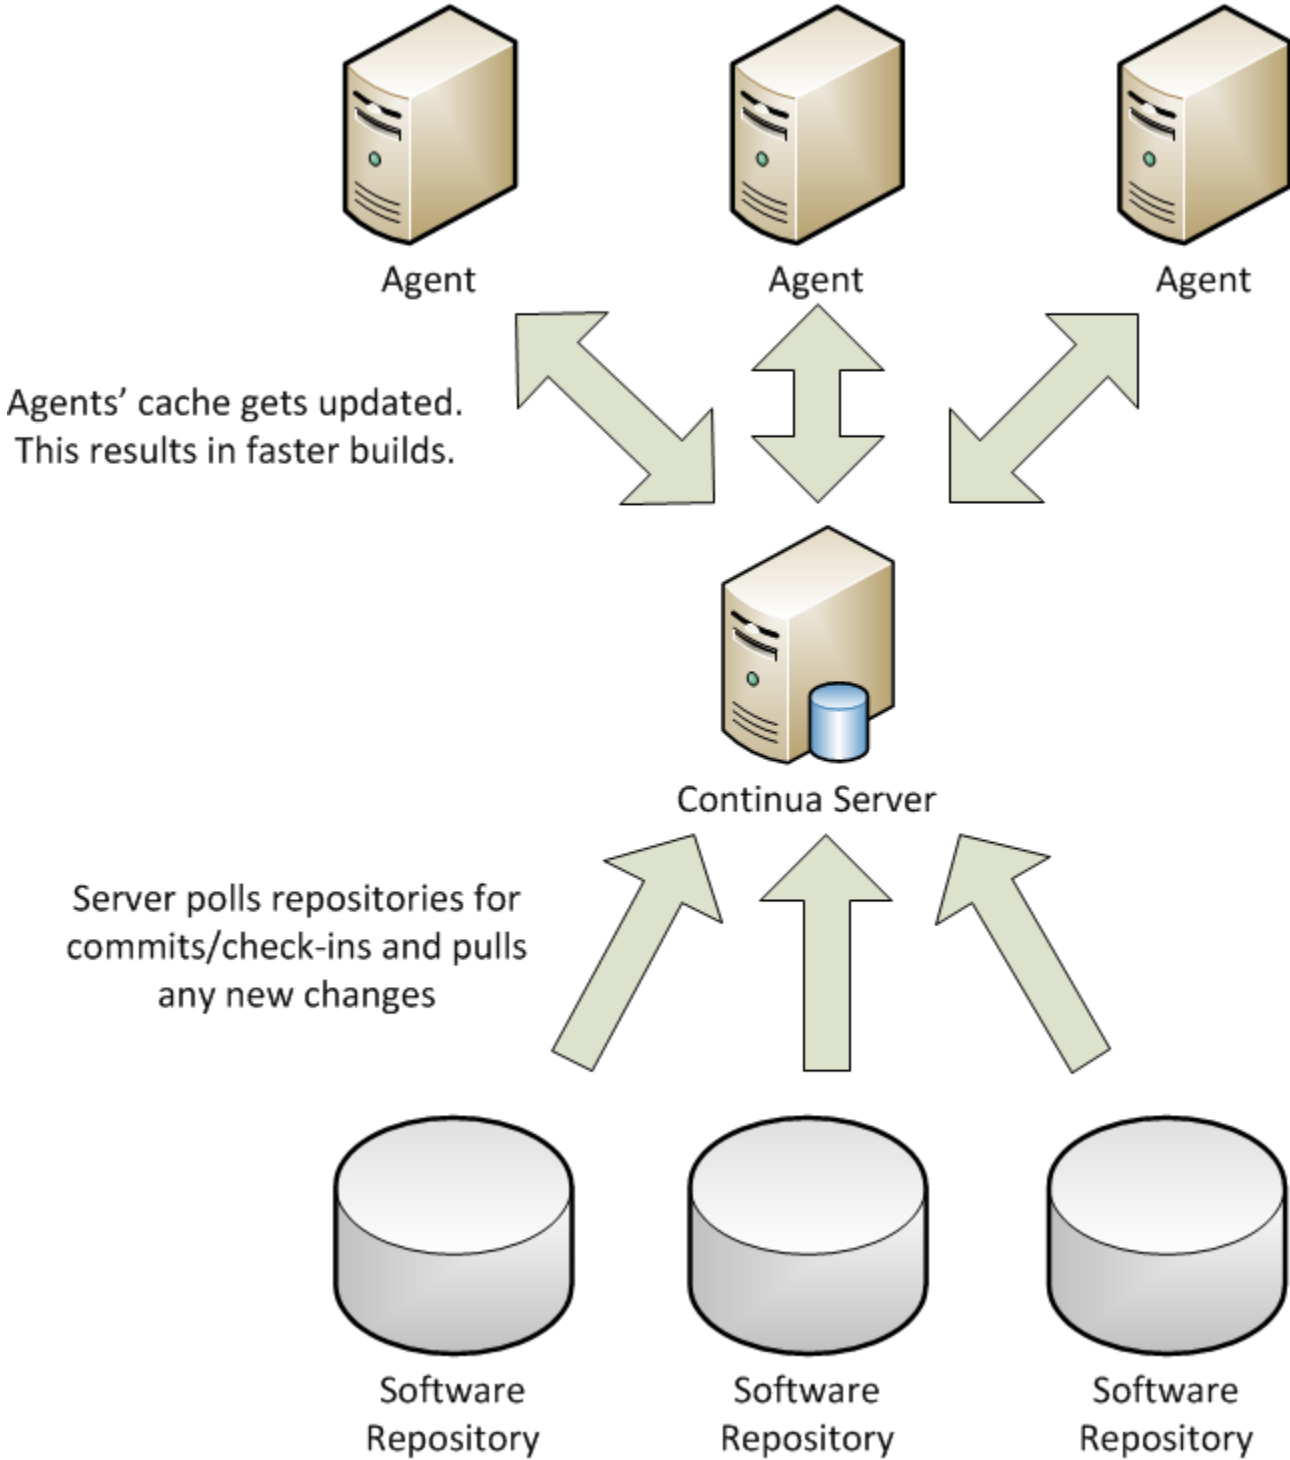 Agent
Agent
Agent
Agents’ cache gets updated.
This results in faster builds.
Continua Server
Server polls repositories for
commits/check-ins and pulls
any new changes
Software
Repository
Software
Repository
Software
Repository